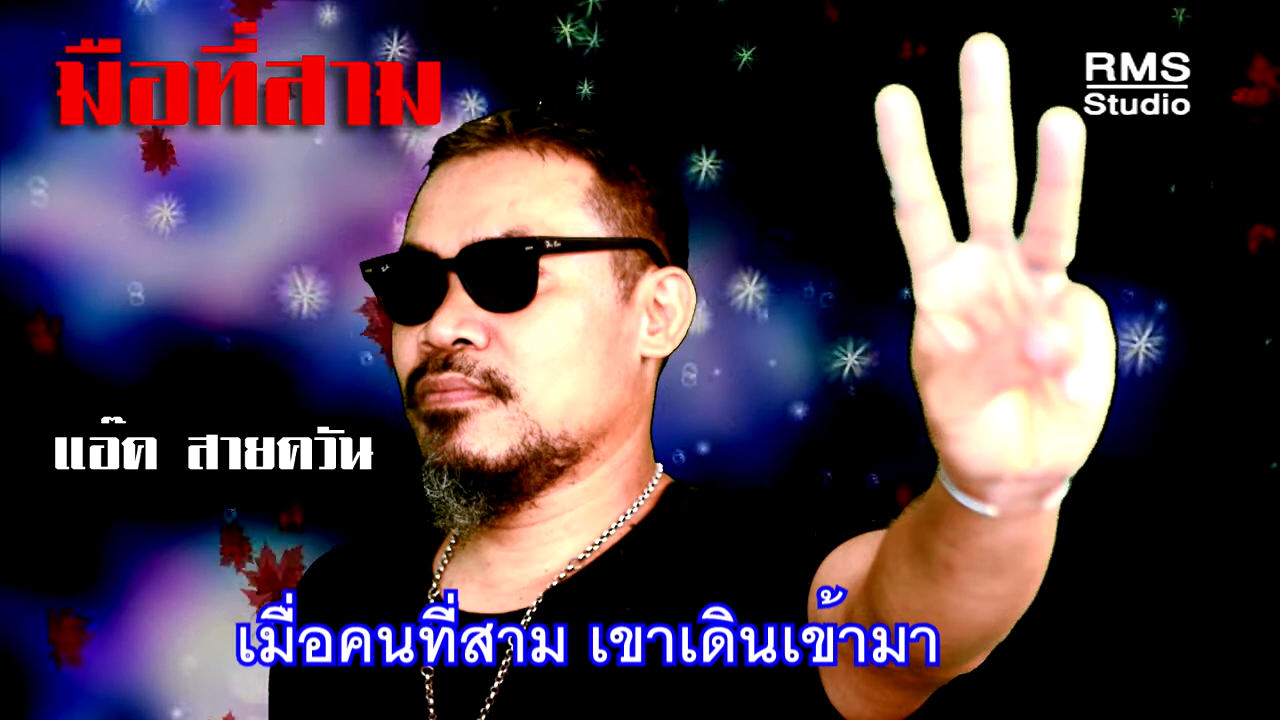 มือที่สาม
RMS
Studio
แอ๊ด สายควัน
เมื่อคนที่สาม เขาเดินเข้ามา